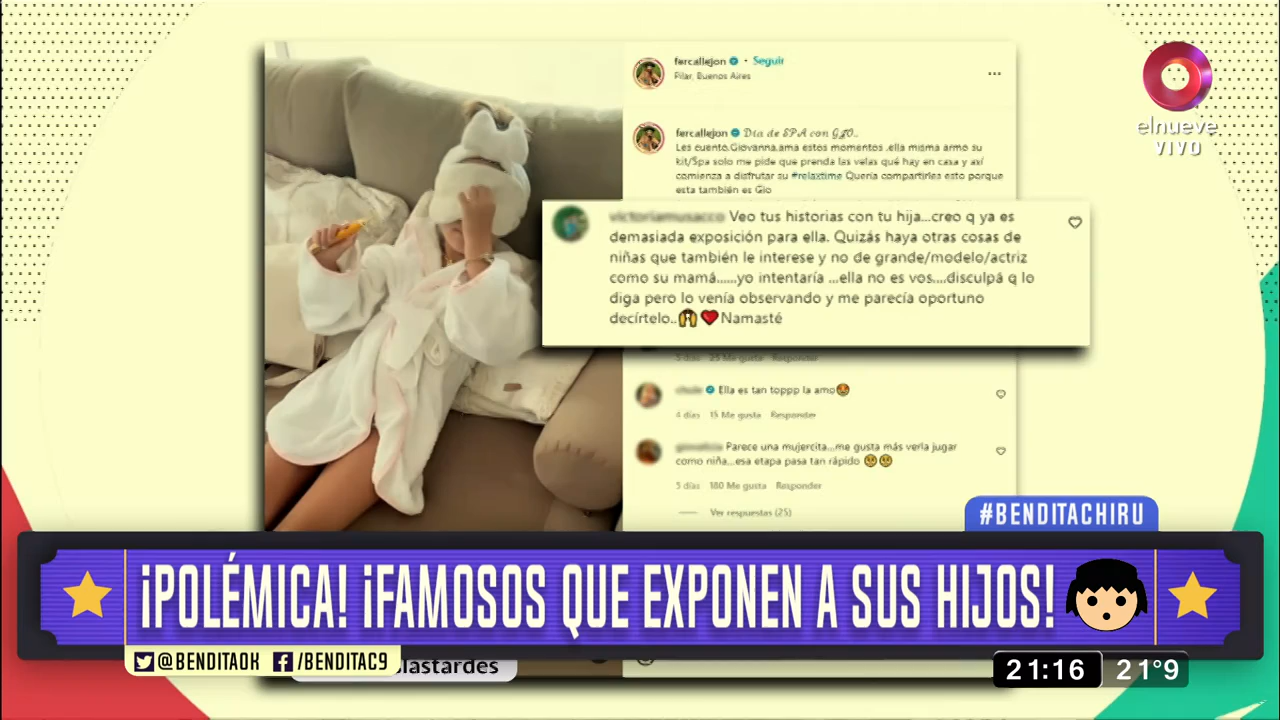 fercallejon • Seguir
Pilar, Buenos Aires
fercallejon Día de SPA con GIO..
Les cuento.Giovanna,ama estos momentos ,ella misma armo su
kit/Spa solo me pide que prenda las velas qué hay en casa y así
comienza a disfrutar su #relaxtime Quería compartirles esto porque
esta también es Gio
victoriamusacco Veo tus historias con tu hija...creo q ya es
demasiada exposición para ella. Quizás haya otras cosas de
niñas que también le interese y no de grande/modelo/actriz
como su mamá......yo intentaría ...ella no es vos....disculpá q lo
diga pero lo venía observando y me parecía oportuno
decírtelo..🙌❤️Namasté
5 días 25 Me gusta Responder
Ella es tan toppp la amo
4 días 15 Me gusta Responder
Parece una mujercita...me gusta más verla jugar
como niña...esa etapa pasa tan rápido
5 días 180 Me gusta Responder
Ver respuestas (25)
elnueve
VIVO
#BENDITACHIRU
¡POLÉMICA! ¡FAMOSOS QUE EXPONEN A SUS HIJOS!
@BENDITAOK /BENDITAC9
lastardes
21:16 21°9